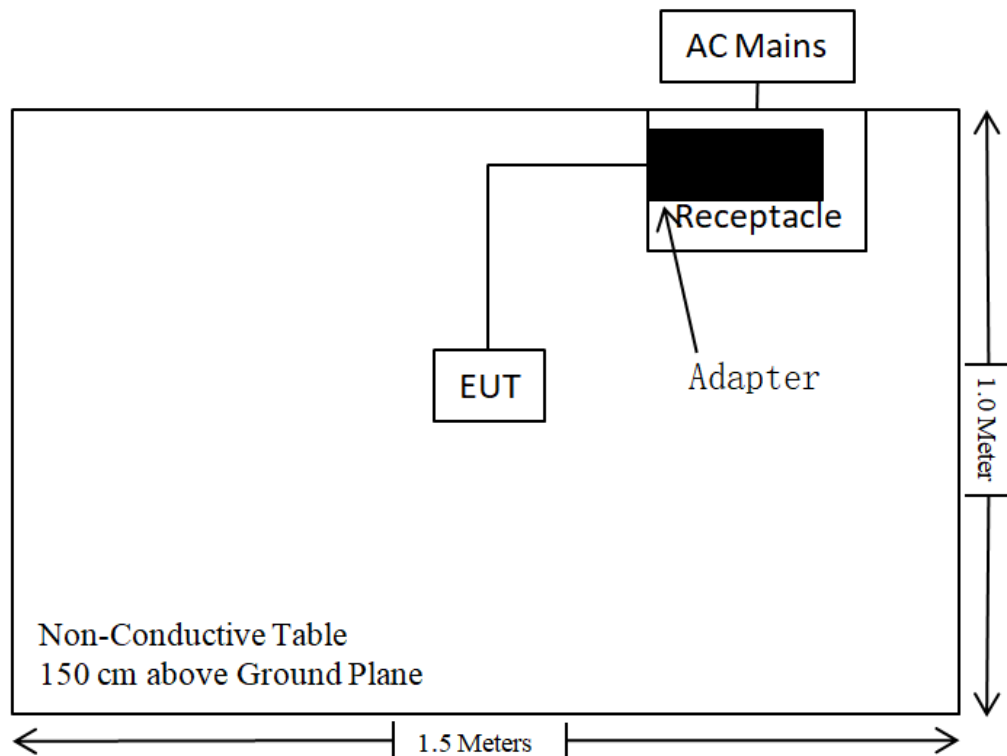 AC Mains
Receptacle
Adapter
EUT
1.0 Meter
Non-Conductive Table
150 cm above Ground Plane
1.5 Meters